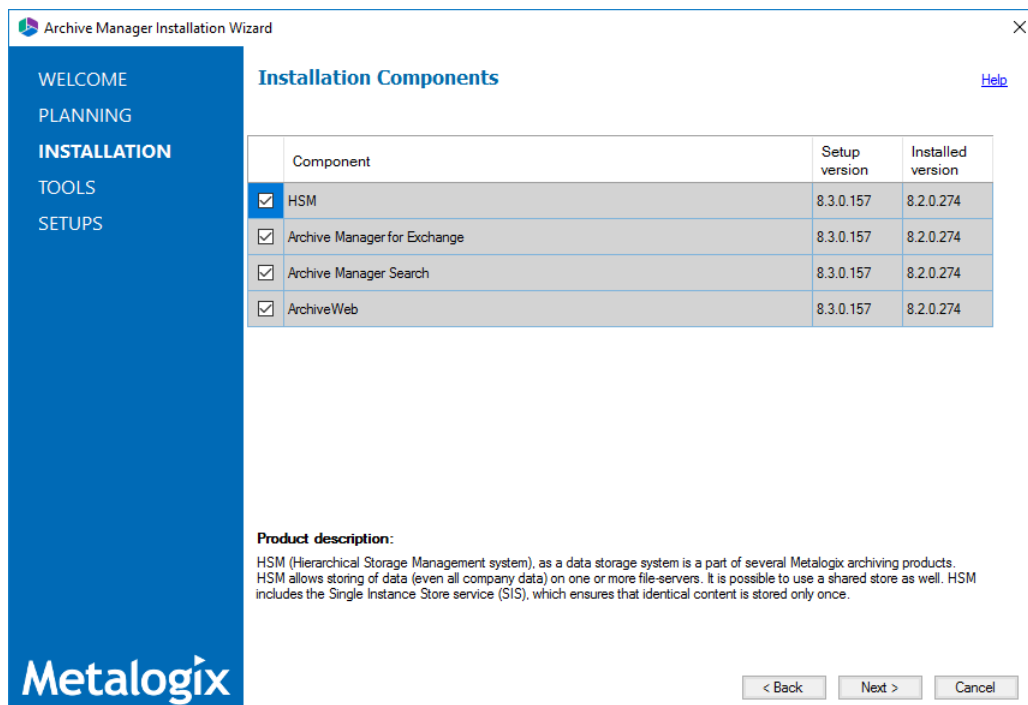 Archive Manager Installation Wizard
WELCOME
PLANNING
INSTALLATION
TOOLS
SETUPS
Installation Components
Help
Component
Setup version
Installed version
HSM 8.3.0.157 8.2.0.274
Archive Manager for Exchange 8.3.0.157 8.2.0.274
Archive Manager Search 8.3.0.157 8.2.0.274
ArchiveWeb 8.3.0.157 8.2.0.274
Product description:
HSM (Hierarchical Storage Management system), as a data storage system is a part of several Metalogix archiving products.
HSM allows storing of data (even all company data) on one or more file-servers. It is possible to use a shared store as well. HSM
includes the Single Instance Store service (SIS), which ensures that identical content is stored only once.
Metalogix
< Back Next > Cancel